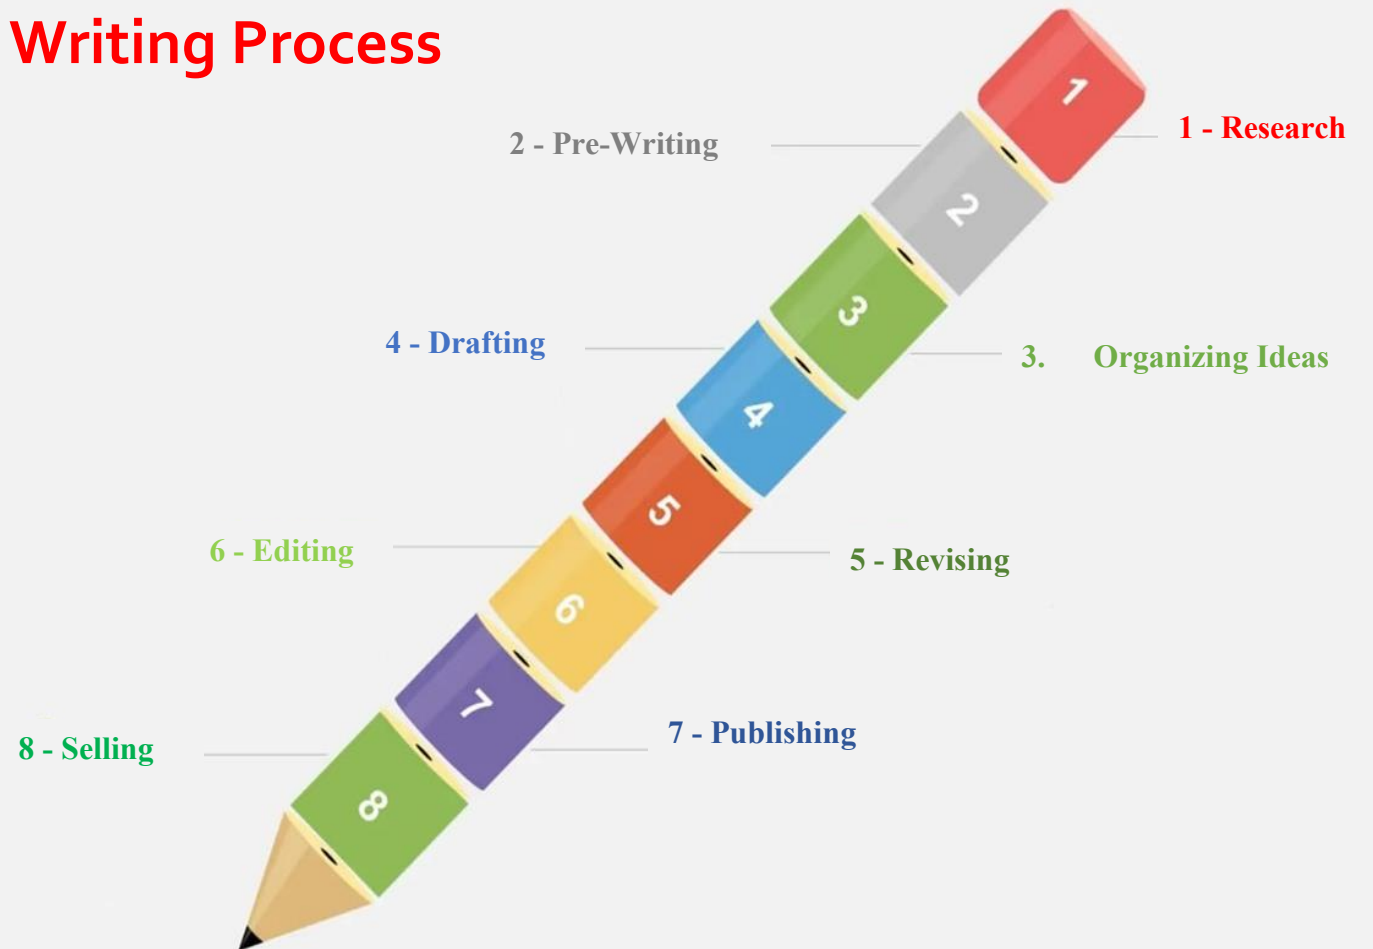 Writing Process
1
1 - Research
2 - Pre-Writing
2
3
4 - Drafting
3. Organizing Ideas
4
5
6 - Editing
5 - Revising
6
7
7 - Publishing
8 - Selling
8